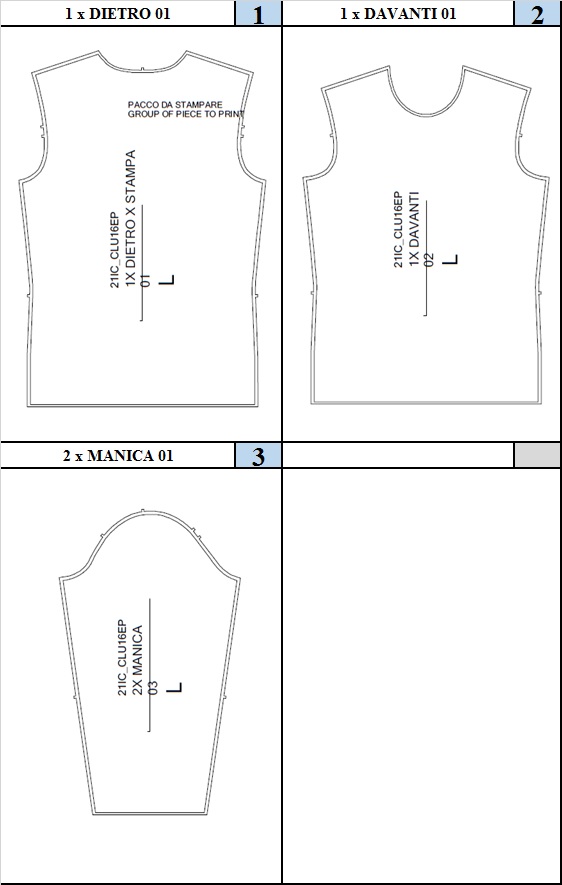 1 x DIETRO 01
1
1 x DAVANTI 01
2
PACCO DA STAMPARE
GROUP OF PIECE TO PRINT
21IC_CLU16EP
1X DIETRO X STAMPA
01
L
21IC_CLU16EP
1X DAVANTI
02
L
2 x MANICA 01
3
21IC_CLU16EP
2X MANICA
03
L